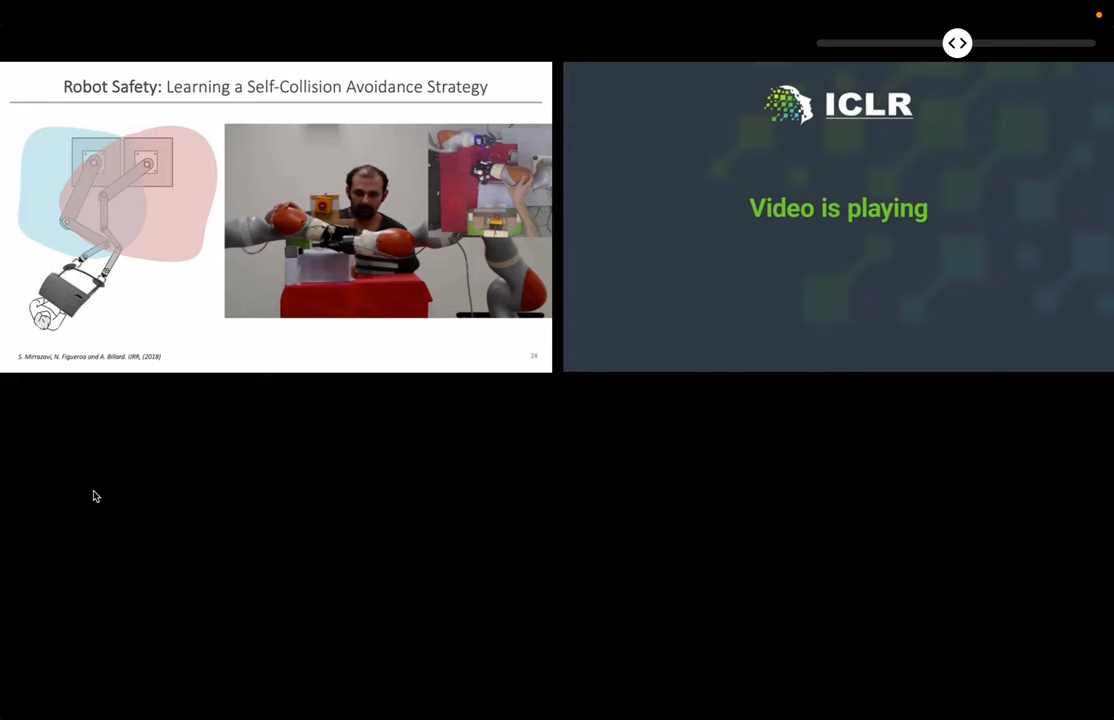 Robot Safety: Learning a Self-Collision Avoidance Strategy
S. Mirrazavi, N. Figueroa and A. Billard. IJRR, (2018)
24
ICLR
Video is playing